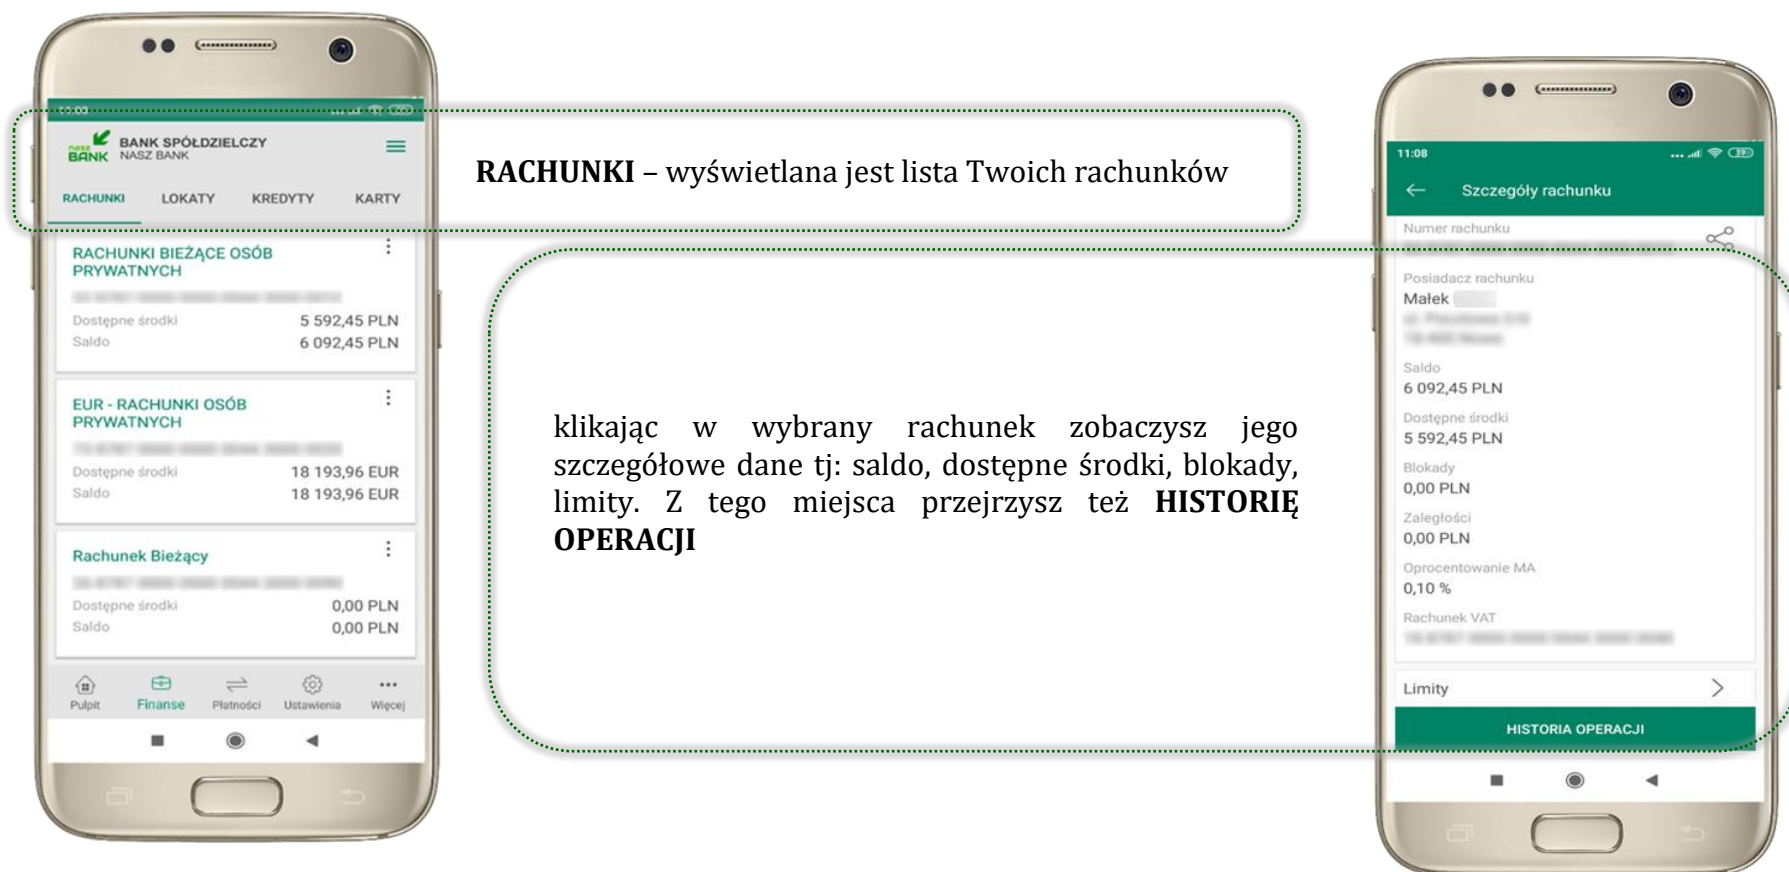 11:03
nasz BANK
BANK SPÓŁDZIELCZY
NASZ BANK
RACHUNKI LOKATY KREDYTY KARTY
RACHUNKI BIEŻĄCE OSÓB
PRYWATNYCH
Dostępne środki 5 592,45 PLN
Saldo 6 092,45 PLN
EUR - RACHUNKI OSÓB
PRYWATNYCH
Dostępne środki 18 193,96 EUR
Saldo 18 193,96 EUR
Rachunek Bieżący
Dostępne środki 0,00 PLN
Saldo 0,00 PLN
Pulpit Finanse Płatności Ustawienia Więcej
RACHUNKI – wyświetlana jest lista Twoich rachunków
klikając w wybrany rachunek zobaczysz jego
szczegółowe dane tj: saldo, dostępne środki, blokady,
limity. Z tego miejsca przejrzysz też HISTORIĘ
OPERACJI
11:08 39
Szczegóły rachunku
Numer rachunku
Posiadacz rachunku
Małek
Saldo
6 092,45 PLN
Dostępne środki
5 592,45 PLN
Blokady
0,00 PLN
Zaległości
0,00 PLN
Oprocentowanie MA
0,10 %
Rachunek VAT
Limity
HISTORIA OPERACJI